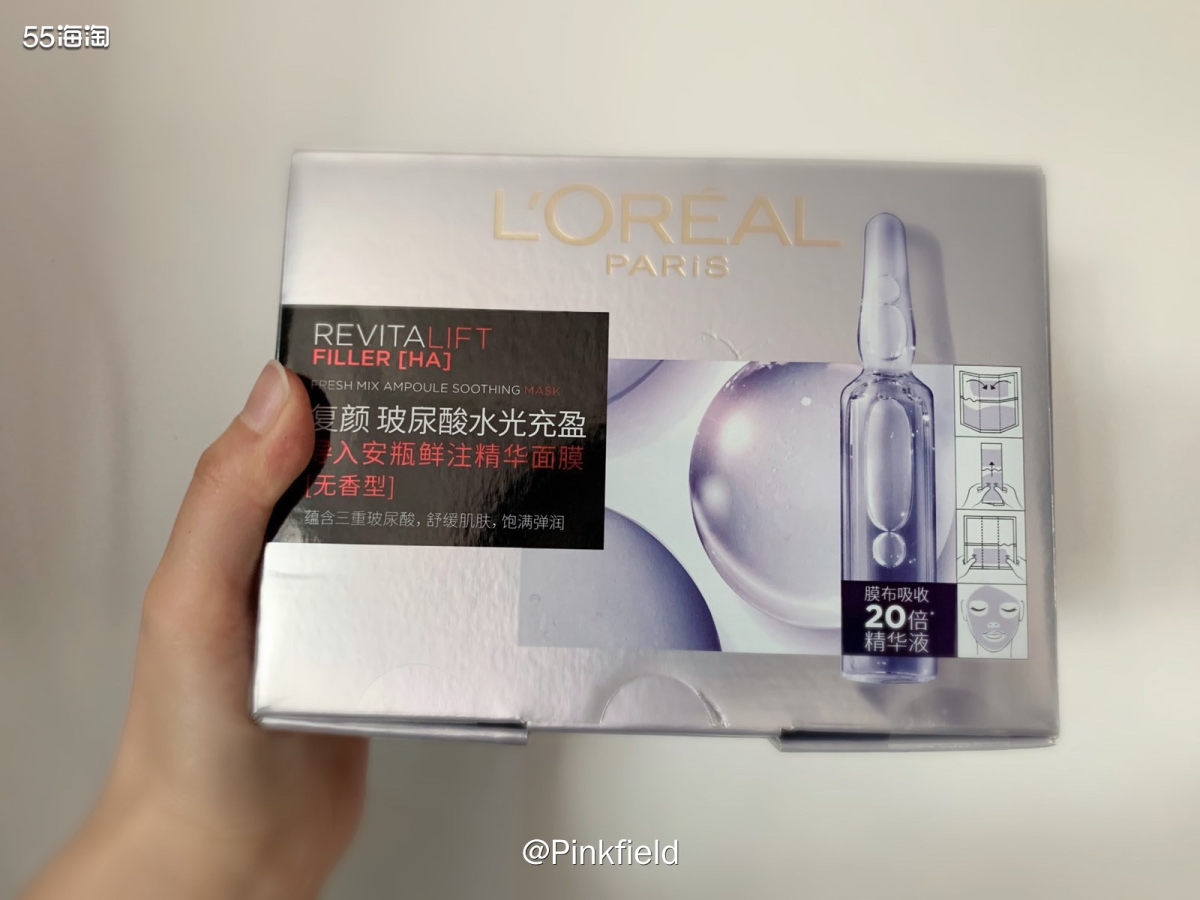 55海淘
L'ORÉAL
PARiS
REVITALIFT
FILLER [HA]
FRESH MIX AMPOULE SOOTHING MASK
复颜 玻尿酸水光充盈
导入安瓶鲜注精华面膜
[无香型]
蕴含三重玻尿酸，舒缓肌肤，饱满弹润
膜布吸收
20倍*
精华液
@Pinkfield